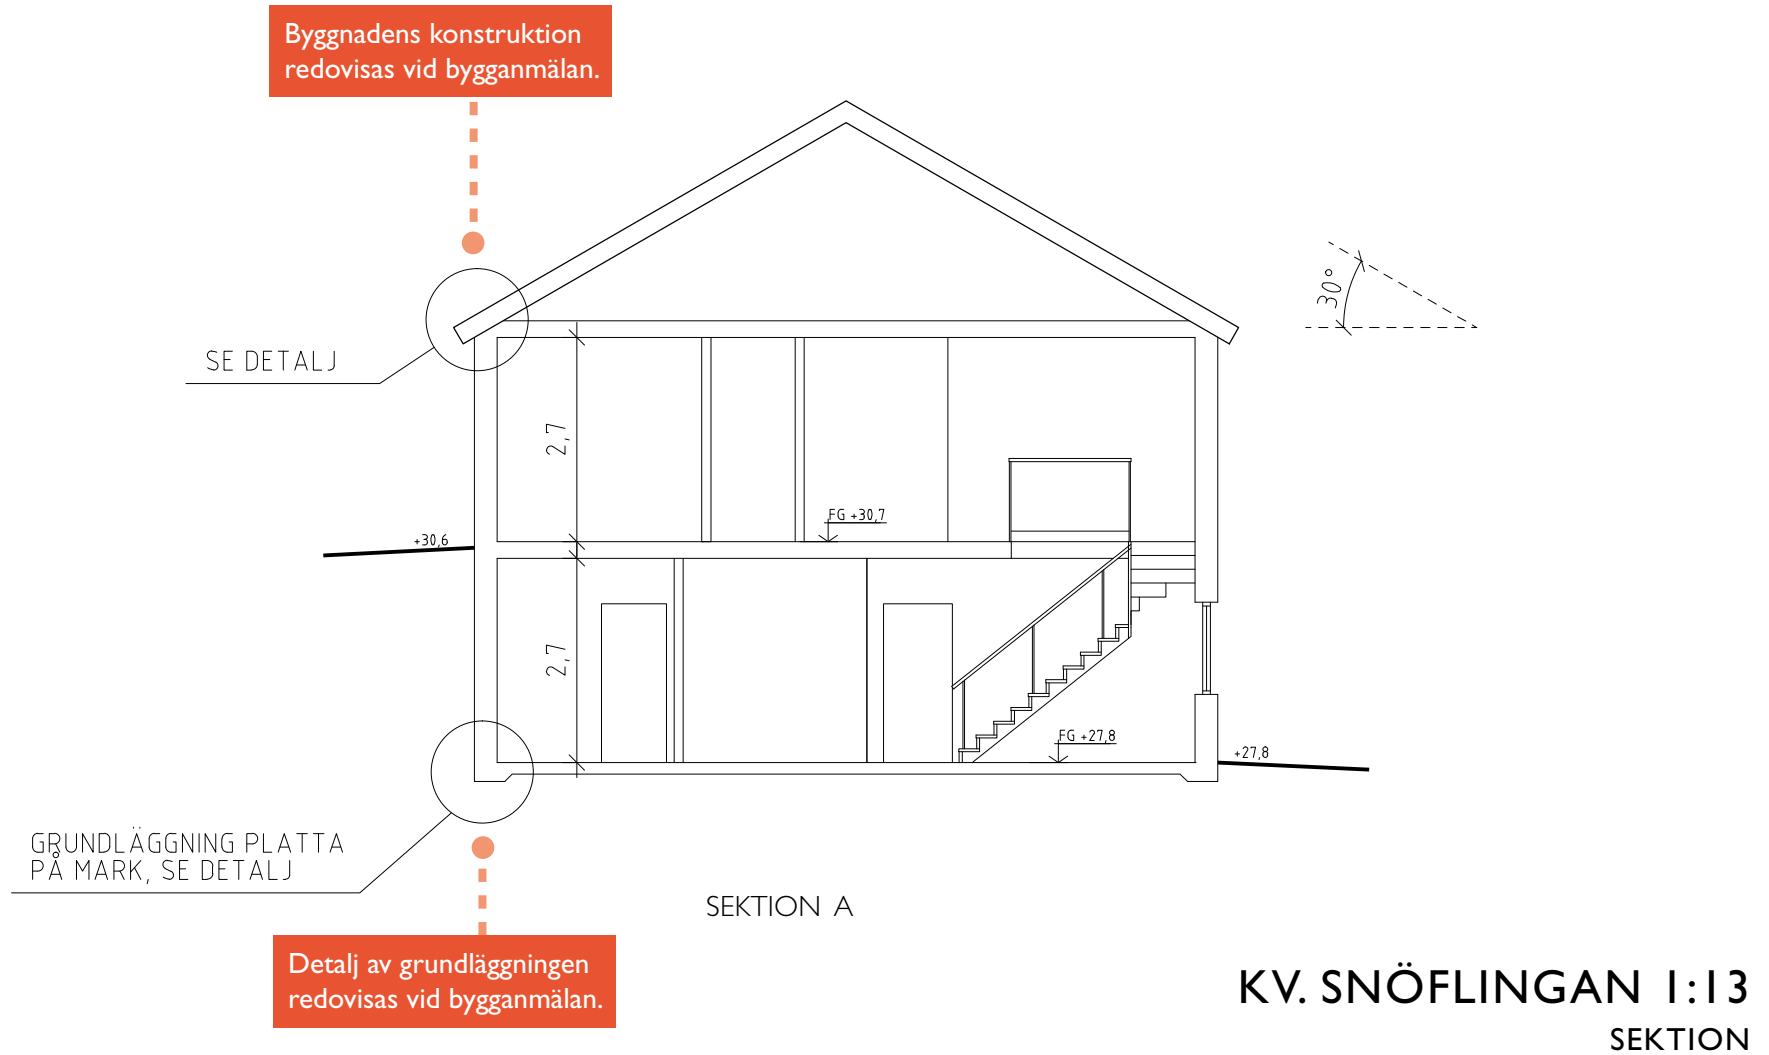 Byggnadens konstruktion
redovisas vid bygganmälan.
30°
SE DETALJ
2,7
FG +30,7
+30,6
2,7
FG +27,8
+27,8
GRUNDLÄGGNING PLATTA
PÅ MARK, SE DETALJ
SEKTION A
Detalj av grundläggningen
redovisas vid bygganmälan.
KV. SNÖFLINGAN 1:13
SEKTION